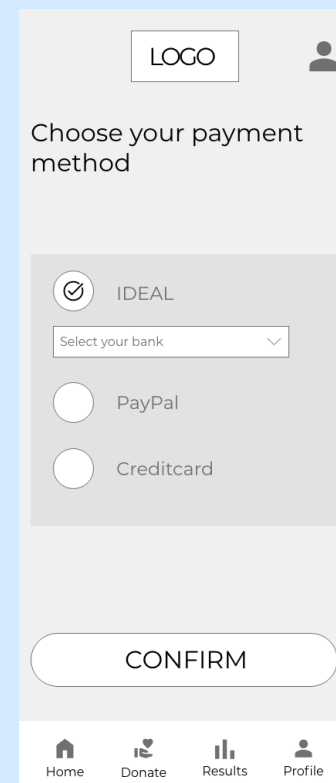 LOGO
Choose your payment
method
IDEAL
Select your bank
PayPal
Creditcard
CONFIRM
Home Donate Results Profile